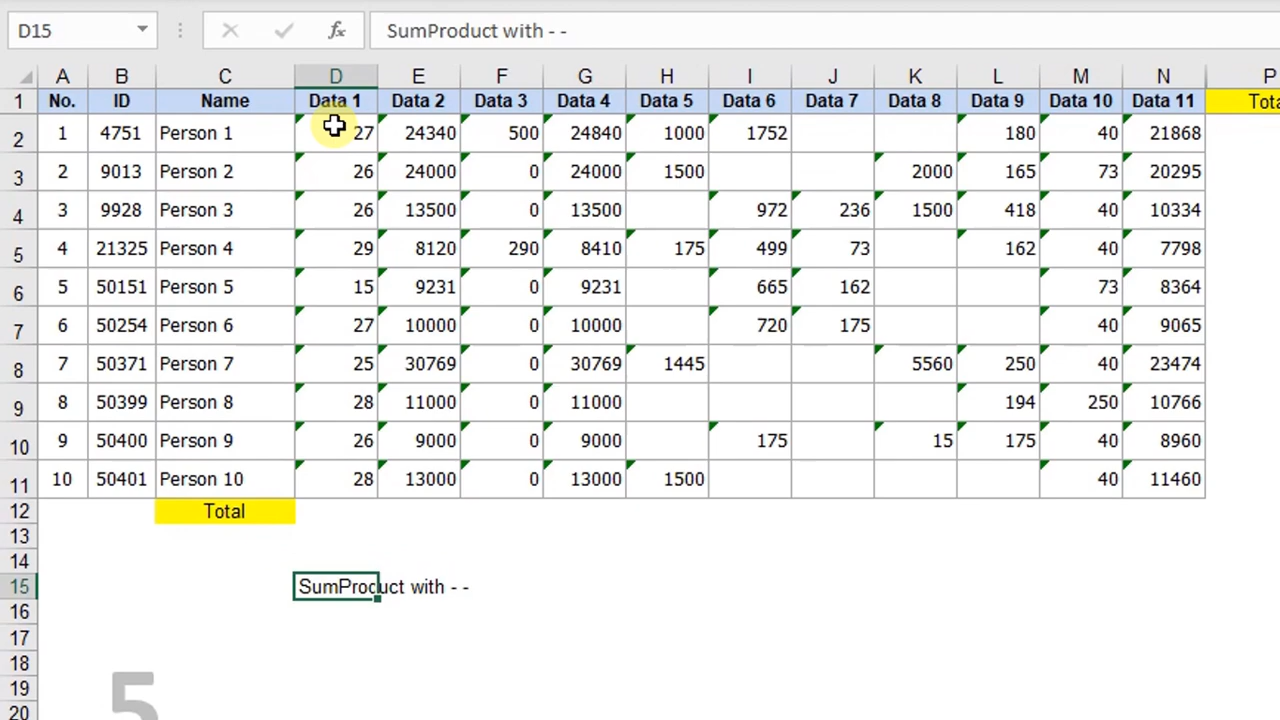 D15 fx SumProduct with - -
A B C D E F G H I J K L M N P
1 No. ID Name Data 1 Data 2 Data 3 Data 4 Data 5 Data 6 Data 7 Data 8 Data 9 Data 10 Data 11 Tota
2 1 4751 Person 1 27 24340 500 24840 1000 1752 180 40 21868
3 2 9013 Person 2 26 24000 0 24000 1500 2000 165 73 20295
4 3 9928 Person 3 26 13500 0 13500 972 236 1500 418 40 10334
5 4 21325 Person 4 29 8120 290 8410 175 499 73 162 40 7798
6 5 50151 Person 5 15 9231 0 9231 665 162 73 8364
7 6 50254 Person 6 27 10000 0 10000 720 175 40 9065
8 7 50371 Person 7 25 30769 0 30769 1445 5560 250 40 23474
9 8 50399 Person 8 28 11000 0 11000 194 250 10766
10 9 50400 Person 9 26 9000 0 9000 175 15 175 40 8960
11 10 50401 Person 10 28 13000 0 13000 1500 40 11460
12 Total
13
14
15 SumProduct with - -
16
17
18
19
20
5